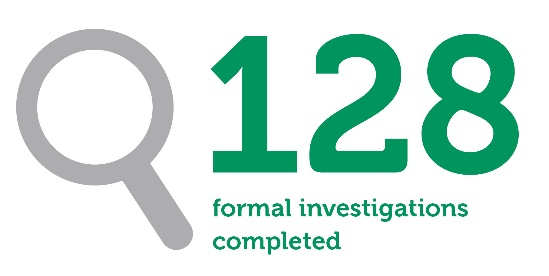 128
formal investigations
completed